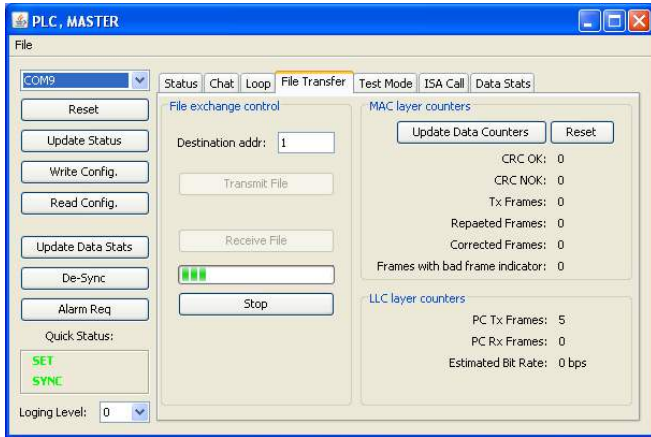 PLC, MASTER
File
COM9
Reset
Update Status
Write Config.
Read Config.
Update Data Stats
De-Sync
Alarm Req
Quick Status:
SET
SYNC
Loging Level: 0
Status Chat Loop File Transfer Test Mode ISA Call Data Stats
File exchange control
Destination addr: 1
Transmit File
Receive File
Stop
MAC layer counters
Update Data Counters Reset
CRC OK: 0
CRC NOK: 0
Tx Frames: 0
Repaeted Frames: 0
Corrected Frames: 0
Frames with bad frame indicator: 0
LLC layer counters
PC Tx Frames: 5
PC Rx Frames: 0
Estimated Bit Rate: 0 bps